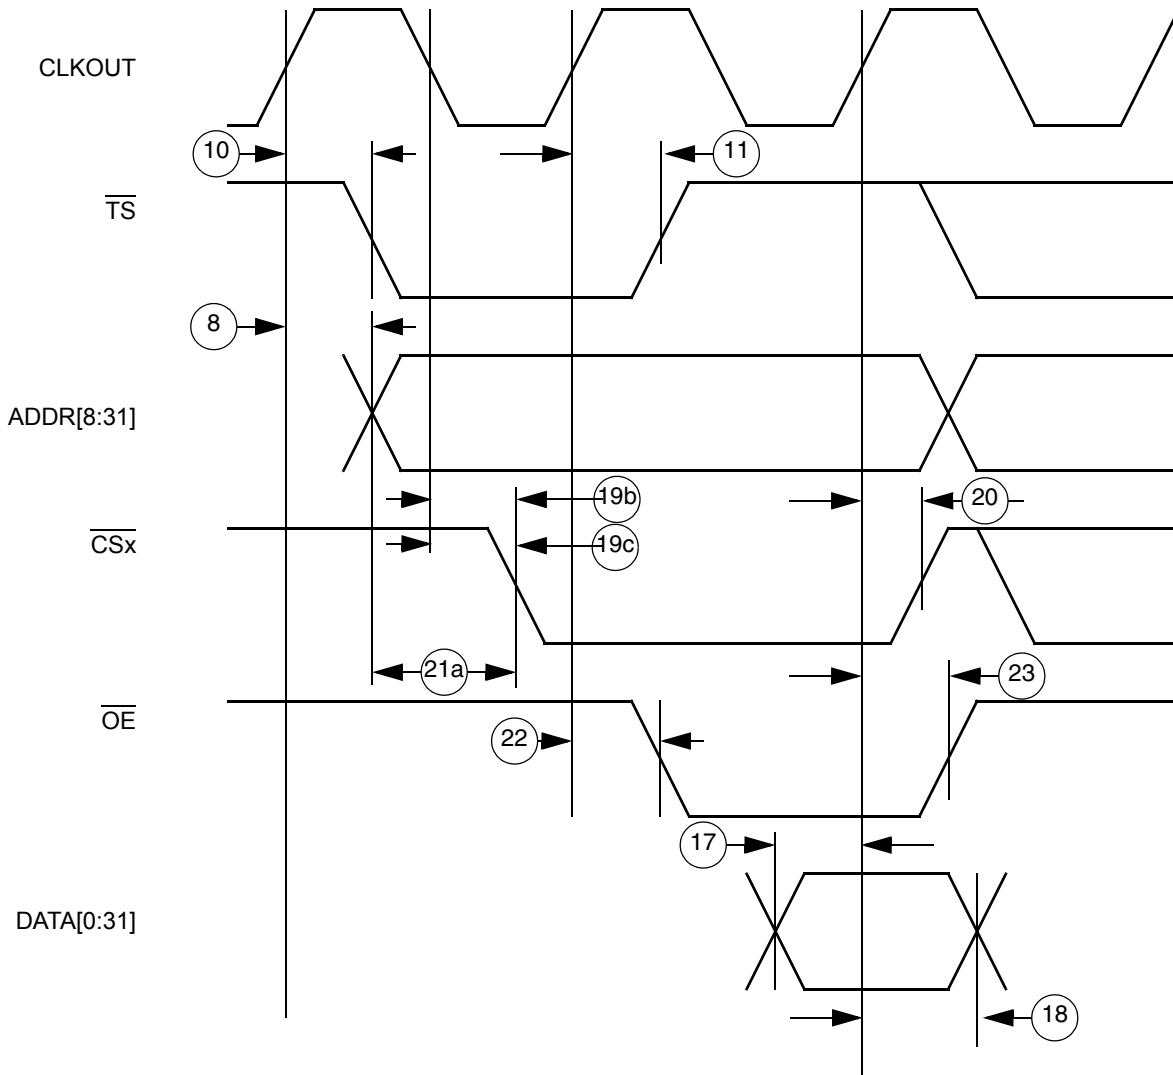 CLKOUT
10
11
TS
8
ADDR[8:31]
19b
20
CSx
19c
21a
23
OE
22
17
DATA[0:31]
18